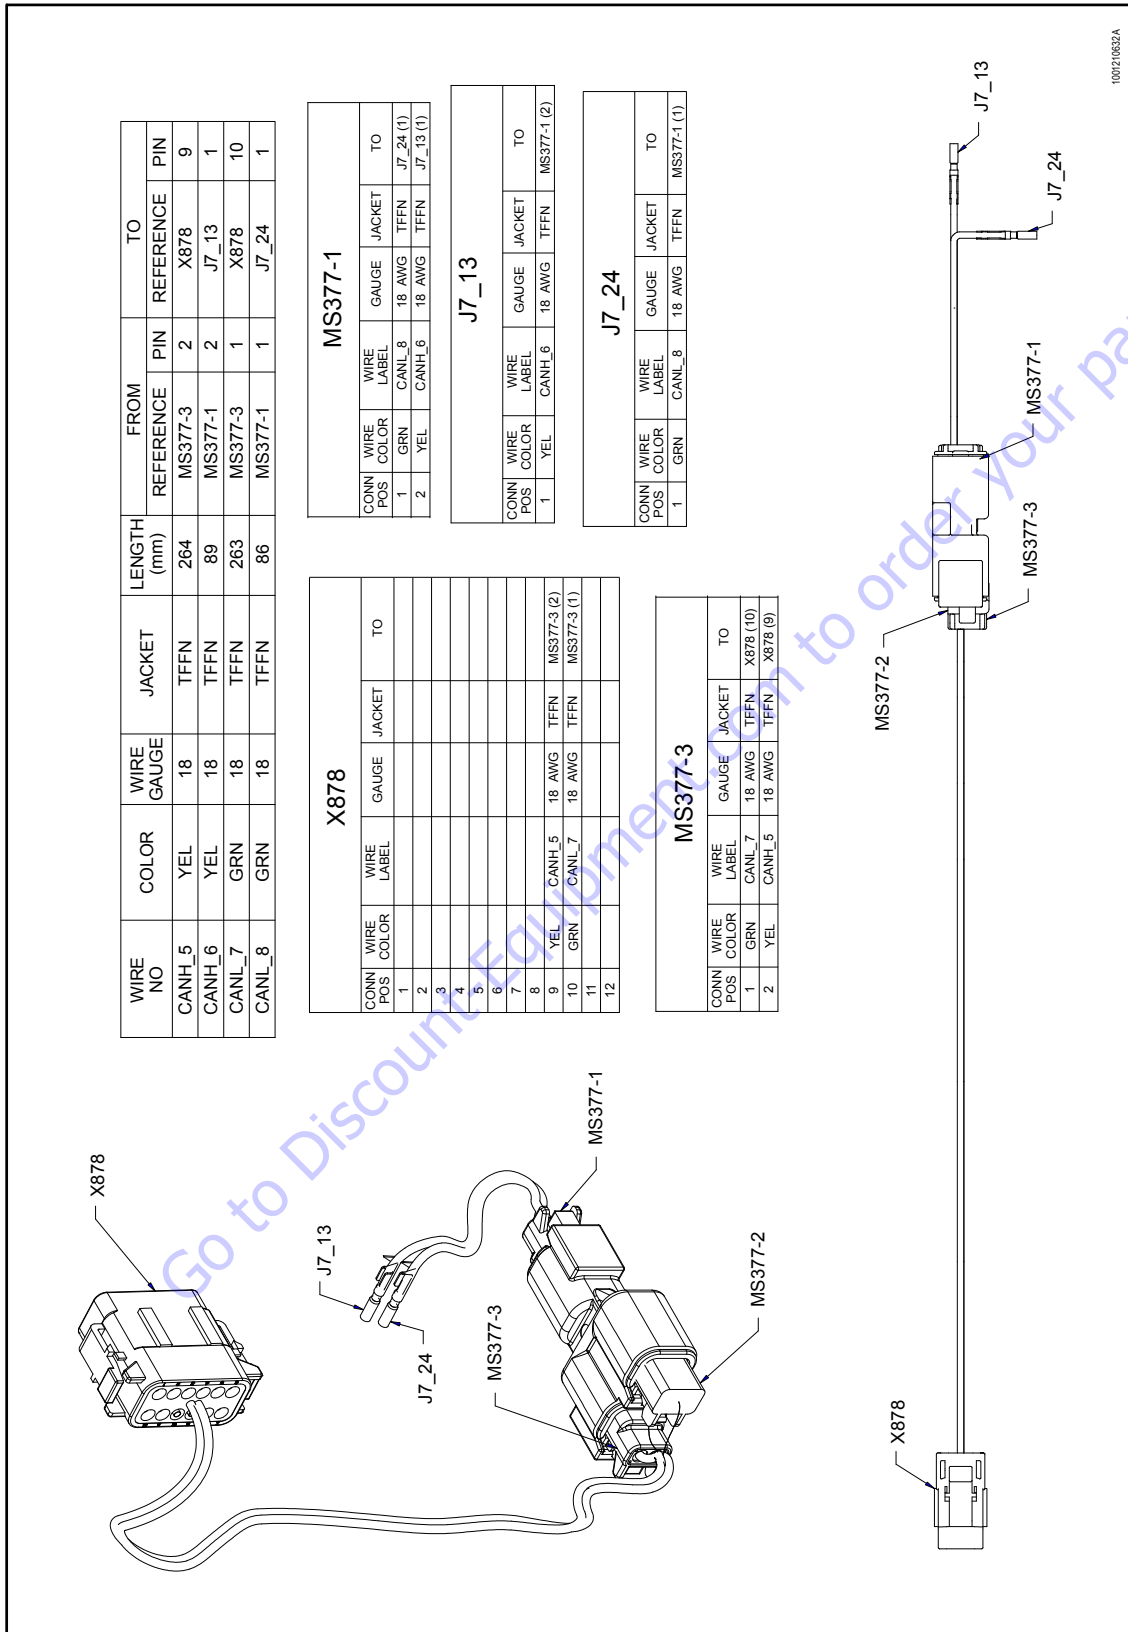 WIRE NO COLOR WIRE GAUGE JACKET LENGTH (mm) FROM TO
REFERENCE PIN REFERENCE PIN
CANH_5 YEL 18 TFFN 264 MS377-3 2 X878 9
CANH_6 YEL 18 TFFN 89 MS377-1 2 J7_13 1
CANL_7 GRN 18 TFFN 263 MS377-3 1 X878 10
CANL_8 GRN 18 TFFN 86 MS377-1 1 J7_24 1
X878
CONN POS WIRE COLOR WIRE LABEL GAUGE JACKET TO
1
2
3
4
5
6
7
8
9 YEL CANH_5 18 AWG TFFN MS377-3 (2)
10 GRN CANL_7 18 AWG TFFN MS377-3 (1)
11
12
MS377-1
CONN POS WIRE COLOR WIRE LABEL GAUGE JACKET TO
1 GRN CANL_8 18 AWG TFFN J7_24 (1)
2 YEL CANH_6 18 AWG TFFN J7_13 (1)
J7_13
CONN POS WIRE COLOR WIRE LABEL GAUGE JACKET TO
1 YEL CANH_6 18 AWG TFFN MS377-1 (2)
J7_24
CONN POS WIRE COLOR WIRE LABEL GAUGE JACKET TO
1 GRN CANL_8 18 AWG TFFN MS377-1 (1)
MS377-3
CONN POS WIRE COLOR WIRE LABEL GAUGE JACKET TO
1 GRN CANL_7 18 AWG TFFN X878 (10)
2 YEL CANH_5 18 AWG TFFN X878 (9)
X878
J7_13
J7_24
MS377-3
MS377-1
MS377-2
X878
MS377-2
MS377-3
MS377-1
J7_24
J7_13
1001210632A
Go to Discount-Equipment.com to order your pa